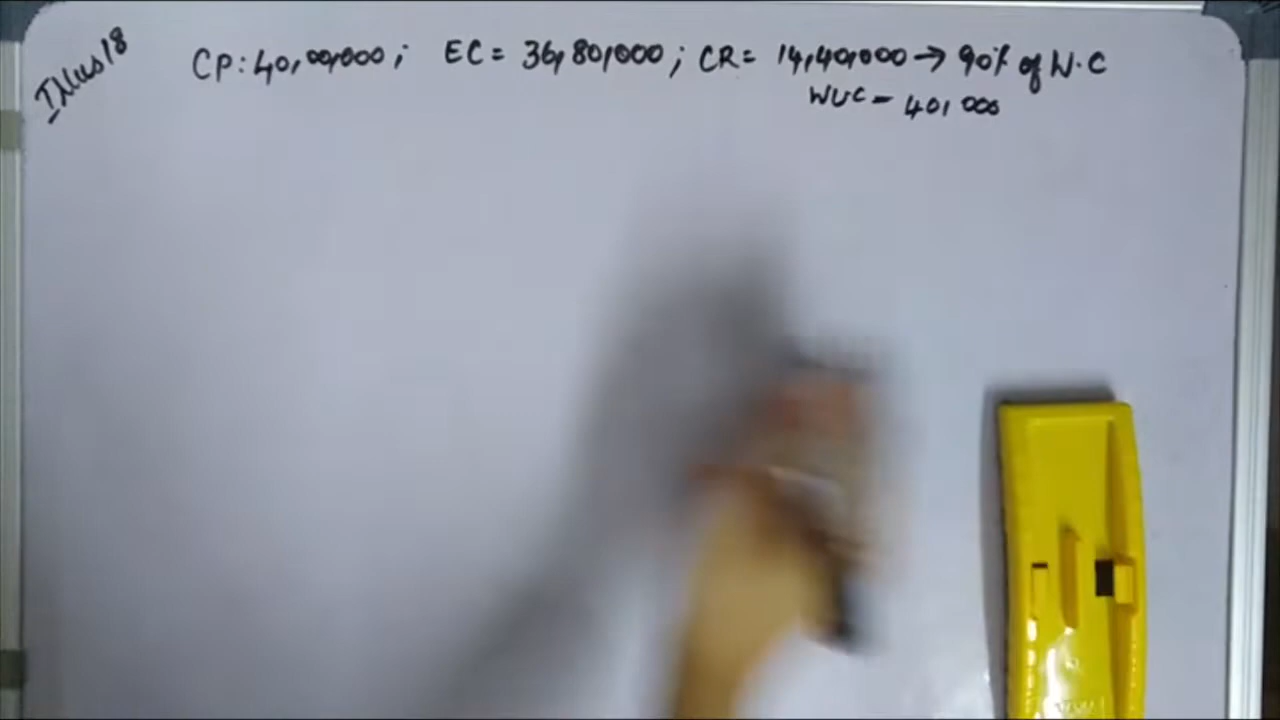 Illus 18
CP: 40,00,000; EC = 36,80,000; CR = 14,40,000 → 90% of W.C
WUC - 40,000